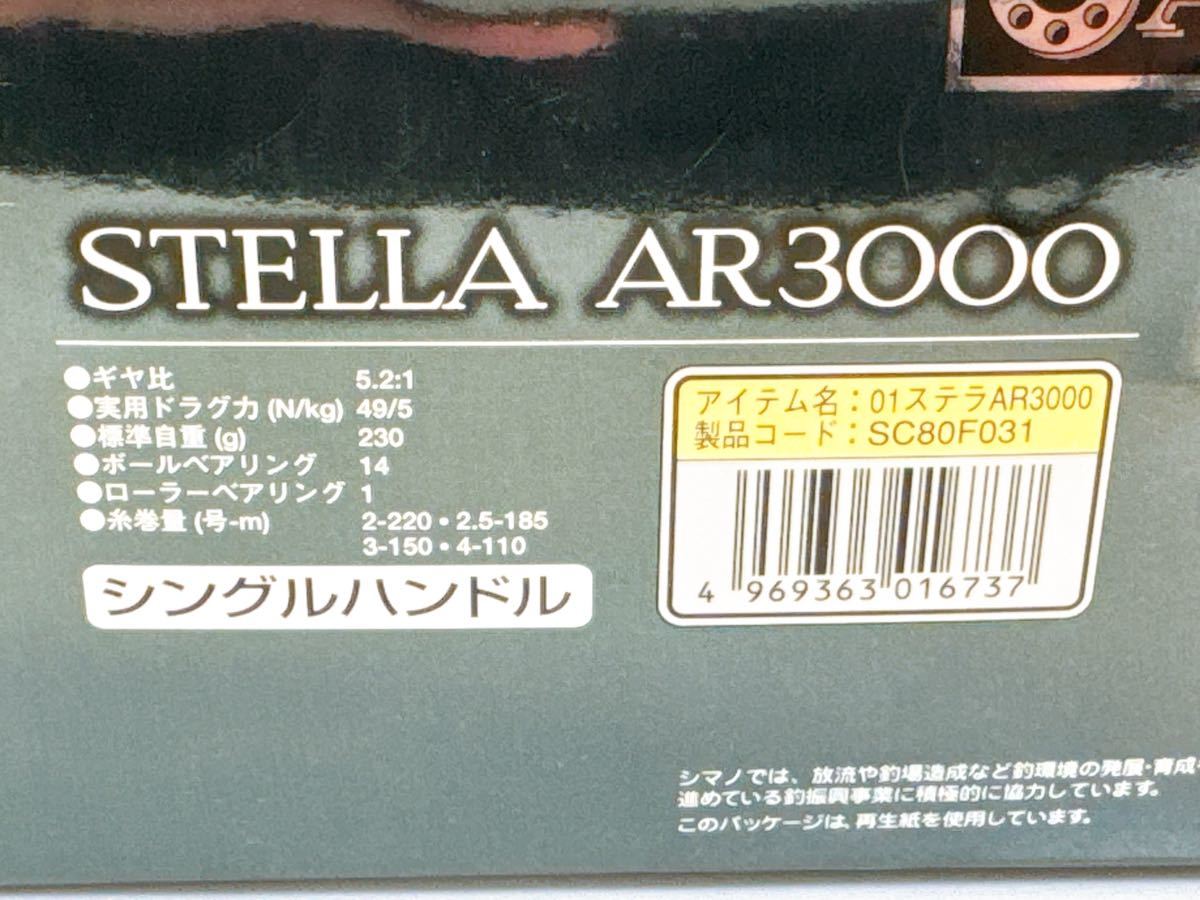 STELLA AR3000
●ギヤ比 5.2:1
●実用ドラグ力 (N/kg) 49/5
●標準自重 (g) 230
●ボールベアリング 14
●ローラーベアリング 1
●糸巻量 (号-m) 2-220・2.5-185
3-150・4-110
シングルハンドル
アイテム名：01ステラAR3000
製品コード：SC80F031
4 969363 016737
シマノでは、放流や釣場造成など釣環境の発展・育成
進めている釣振興事業に積極的に協力しています。
このパッケージは、再生紙を使用しています。